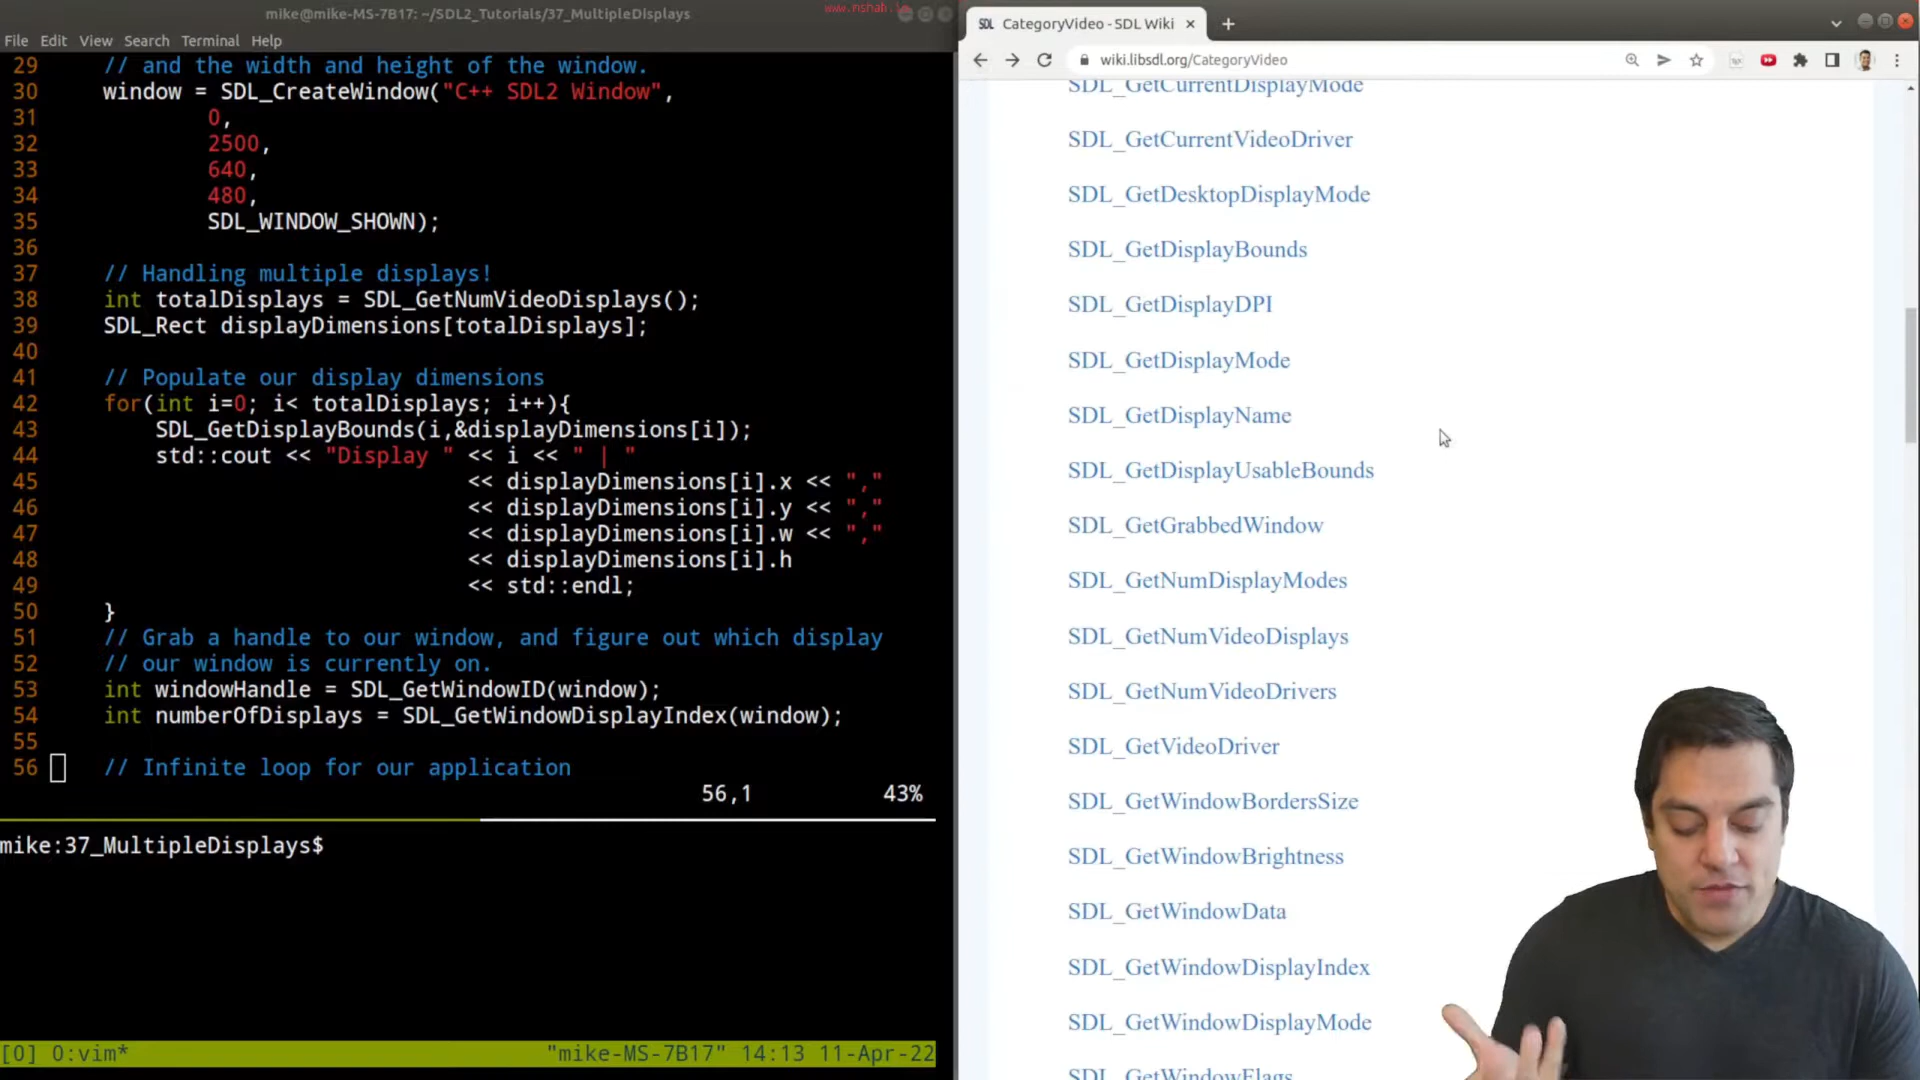 mike@mike-MS-7B17: ~/SDL2_Tutorials/37_MultipleDisplays
File Edit View Search Terminal Help
29 // and the width and height of the window.
30 window = SDL_CreateWindow("C++ SDL2 Window",
31 0,
32 2500,
33 640,
34 480,
35 SDL_WINDOW_SHOWN);
36
37 // Handling multiple displays!
38 int totalDisplays = SDL_GetNumVideoDisplays();
39 SDL_Rect displayDimensions[totalDisplays];
40
41 // Populate our display dimensions
42 for(int i=0; i< totalDisplays; i++){
43 SDL_GetDisplayBounds(i,&displayDimensions[i]);
44 std::cout << "Display " << i << " | "
45 << displayDimensions[i].x << ","
46 << displayDimensions[i].y << ","
47 << displayDimensions[i].w << ","
48 << displayDimensions[i].h
49 << std::endl;
50 }
51 // Grab a handle to our window, and figure out which display
52 // our window is currently on.
53 int windowHandle = SDL_GetWindowID(window);
54 int numberOfDisplays = SDL_GetWindowDisplayIndex(window);
55
56 // Infinite loop for our application
56,1 43%
mike:37_MultipleDisplays$
[0] 0:vim* "mike-MS-7B17" 14:13 11-Apr-22
SDL CategoryVideo - SDL Wiki
wiki.libsdl.org/CategoryVideo
SDL_GetCurrentDisplayMode
SDL_GetCurrentVideoDriver
SDL_GetDesktopDisplayMode
SDL_GetDisplayBounds
SDL_GetDisplayDPI
SDL_GetDisplayMode
SDL_GetDisplayName
SDL_GetDisplayUsableBounds
SDL_GetGrabbedWindow
SDL_GetNumDisplayModes
SDL_GetNumVideoDisplays
SDL_GetNumVideoDrivers
SDL_GetVideoDriver
SDL_GetWindowBordersSize
SDL_GetWindowBrightness
SDL_GetWindowData
SDL_GetWindowDisplayIndex
SDL_GetWindowDisplayMode
SDL_GetWindowFlags